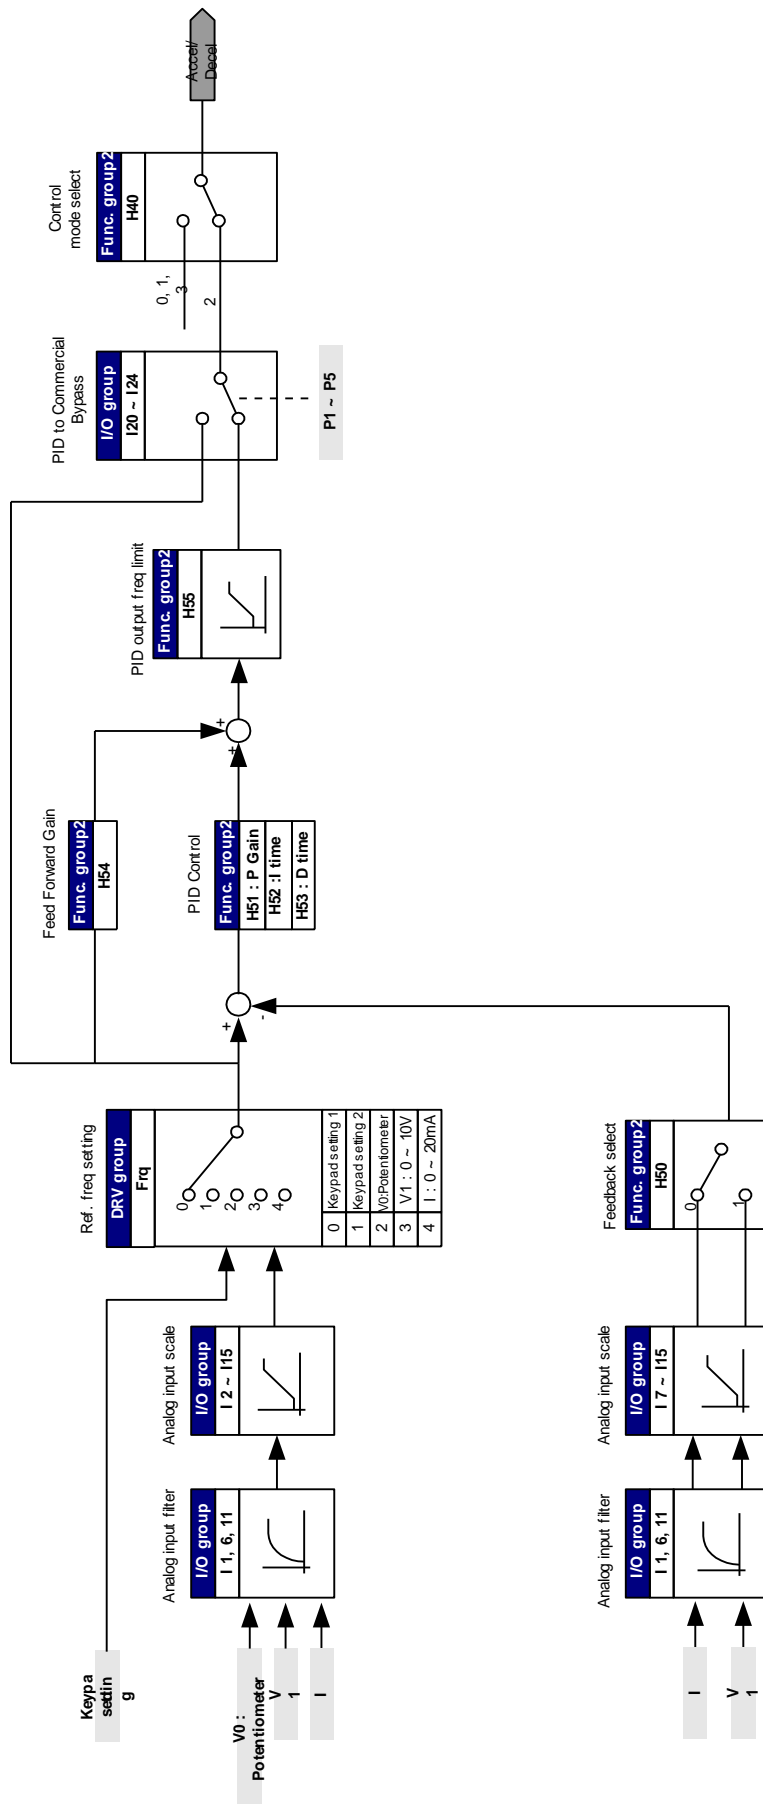 Keypa
settin
g
V0 :
Potentiometer
V
1
I
Analog input filter
I/O group
I 1, 6, 11
Analog input scale
I/O group
I 2 ~ I15
Ref. freq setting
DRV group
Frq
0
1
2
3
4
0 Keypad setting 1
1 Keypad setting 2
2 V0:Potentiometer
3 V1 : 0 ~ 10V
4 I : 0 ~ 20mA
+
-
Feed Forward Gain
Func. group2
H54
PID Control
Func. group2
H51 : P Gain
H52 :I time
H53 : D time
+
+
PID output freq limit
Func. group2
H55
PID to Commercial
Bypass
I/O group
I20 ~ I24
P1 ~ P5
0, 1,
3
2
Control
mode select
Func. group2
H40
Accel/
Decel
I
V
1
Analog input filter
I/O group
I 1, 6, 11
Analog input scale
I/O group
I 7 ~ I15
Feedback select
Func. group2
H50
0
1